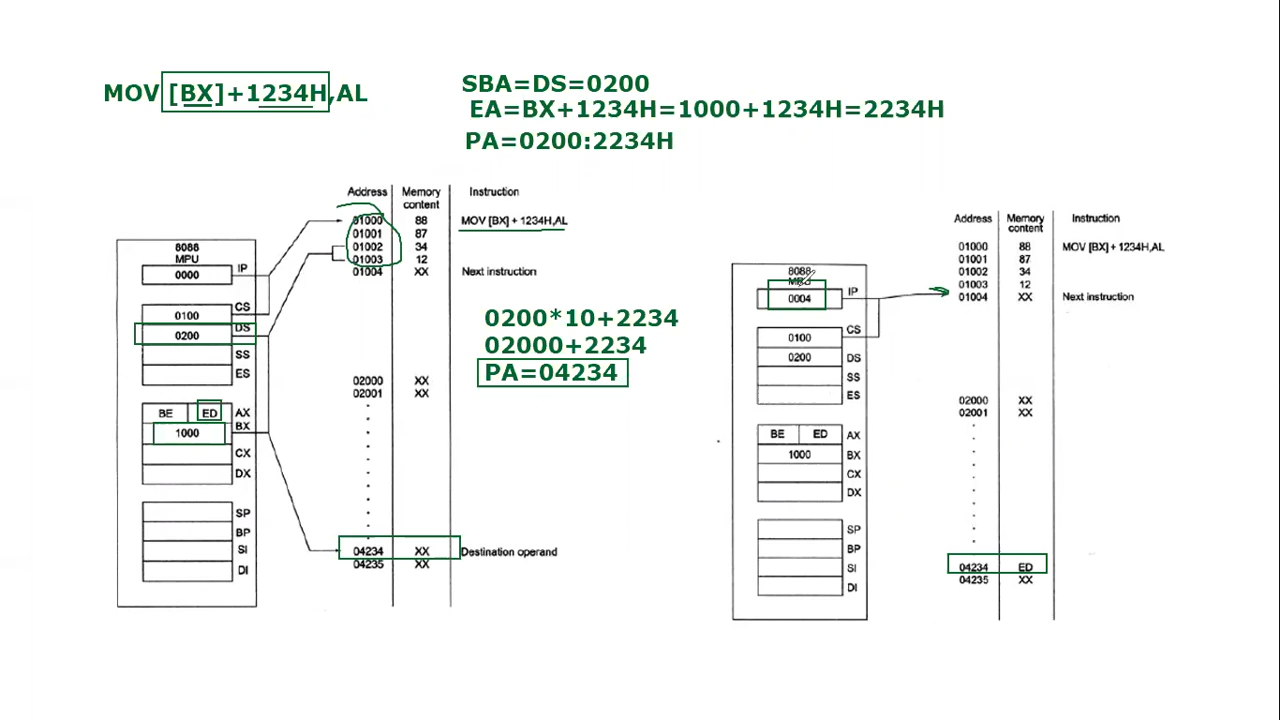 MOV [BX]+1234H,AL
SBA=DS=0200
EA=BX+1234H=1000+1234H=2234H
PA=0200:2234H
Address Memory content Instruction
01000 88 MOV [BX] + 1234H,AL
01001 87
01002 34
01003 12
01004 XX Next instruction
8088
MPU
0000 IP
0100 CS
0200 DS
SS
ES
0200*10+2234
02000+2234
PA=04234
02000 XX
02001 XX
BE ED AX
1000 BX
CX
DX
SP
BP
SI
DI
04234 XX Destination operand
04235 XX
Address Memory content Instruction
01000 88 MOV [BX] + 1234H,AL
01001 87
01002 34
01003 12
01004 XX Next instruction
8088
MPU
0004 IP
0100 CS
0200 DS
SS
ES
02000 XX
02001 XX
BE ED AX
1000 BX
CX
DX
SP
BP
SI
DI
04234 ED
04235 XX